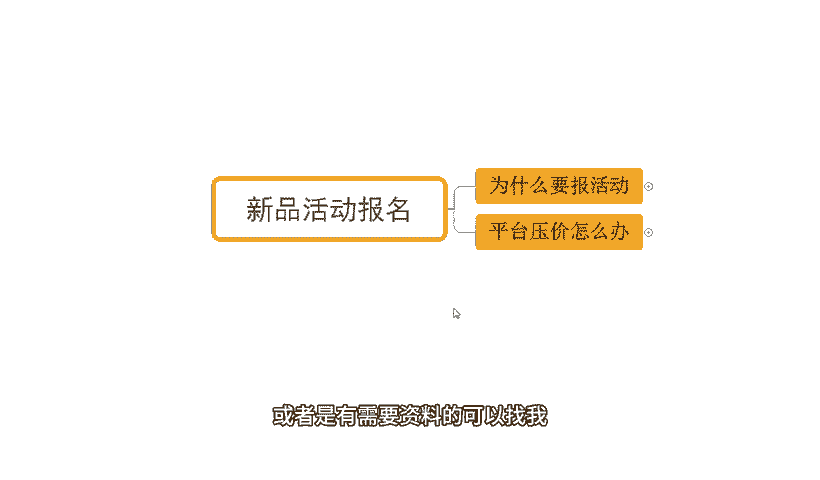 新品活动报名
为什么要报活动
平台压价怎么办
或者是有需要资料的可以找我